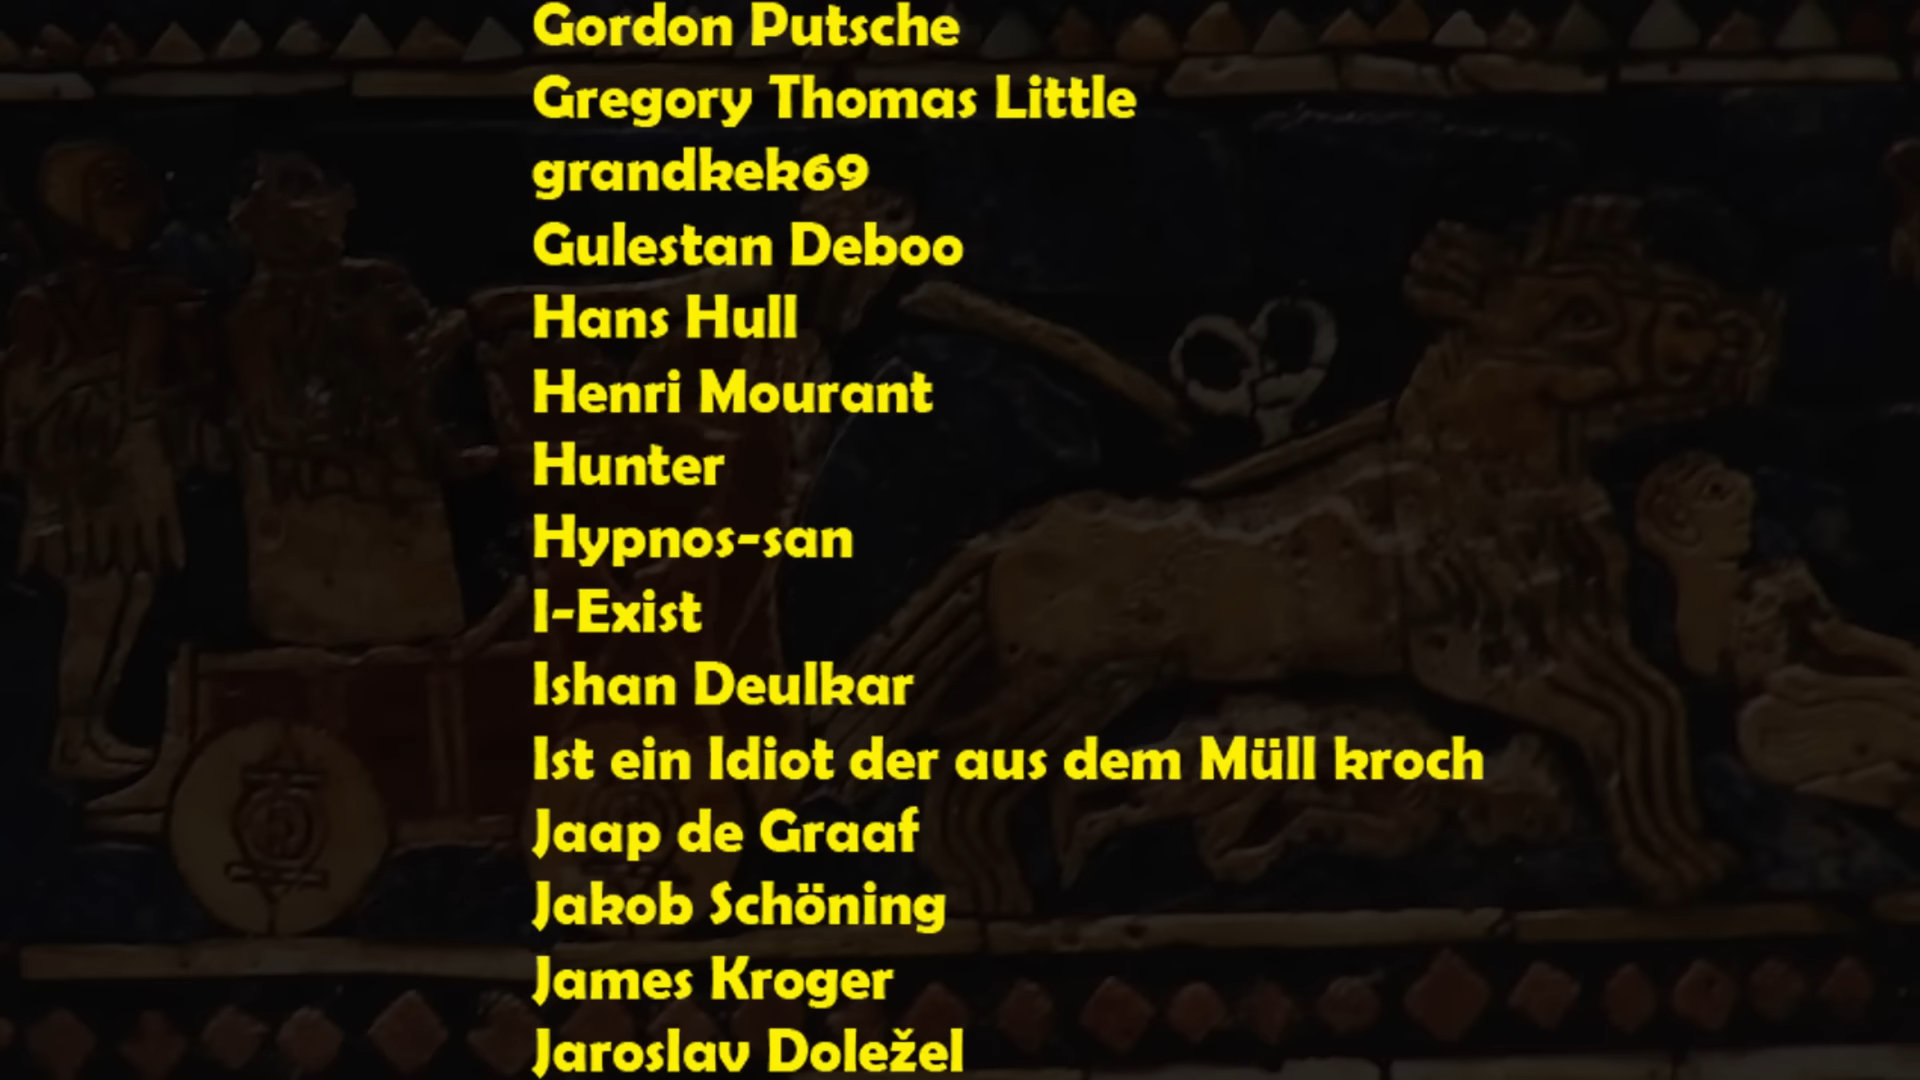 Gordon Putsche
Gregory Thomas Little
grandkek69
Gulestan Deboo
Hans Hull
Henri Mourant
Hunter
Hypnos-san
I-Exist
Ishan Deulkar
Ist ein Idiot der aus dem Müll kroch
Jaap de Graaf
Jakob Schöning
James Kroger
Jaroslav Doležel